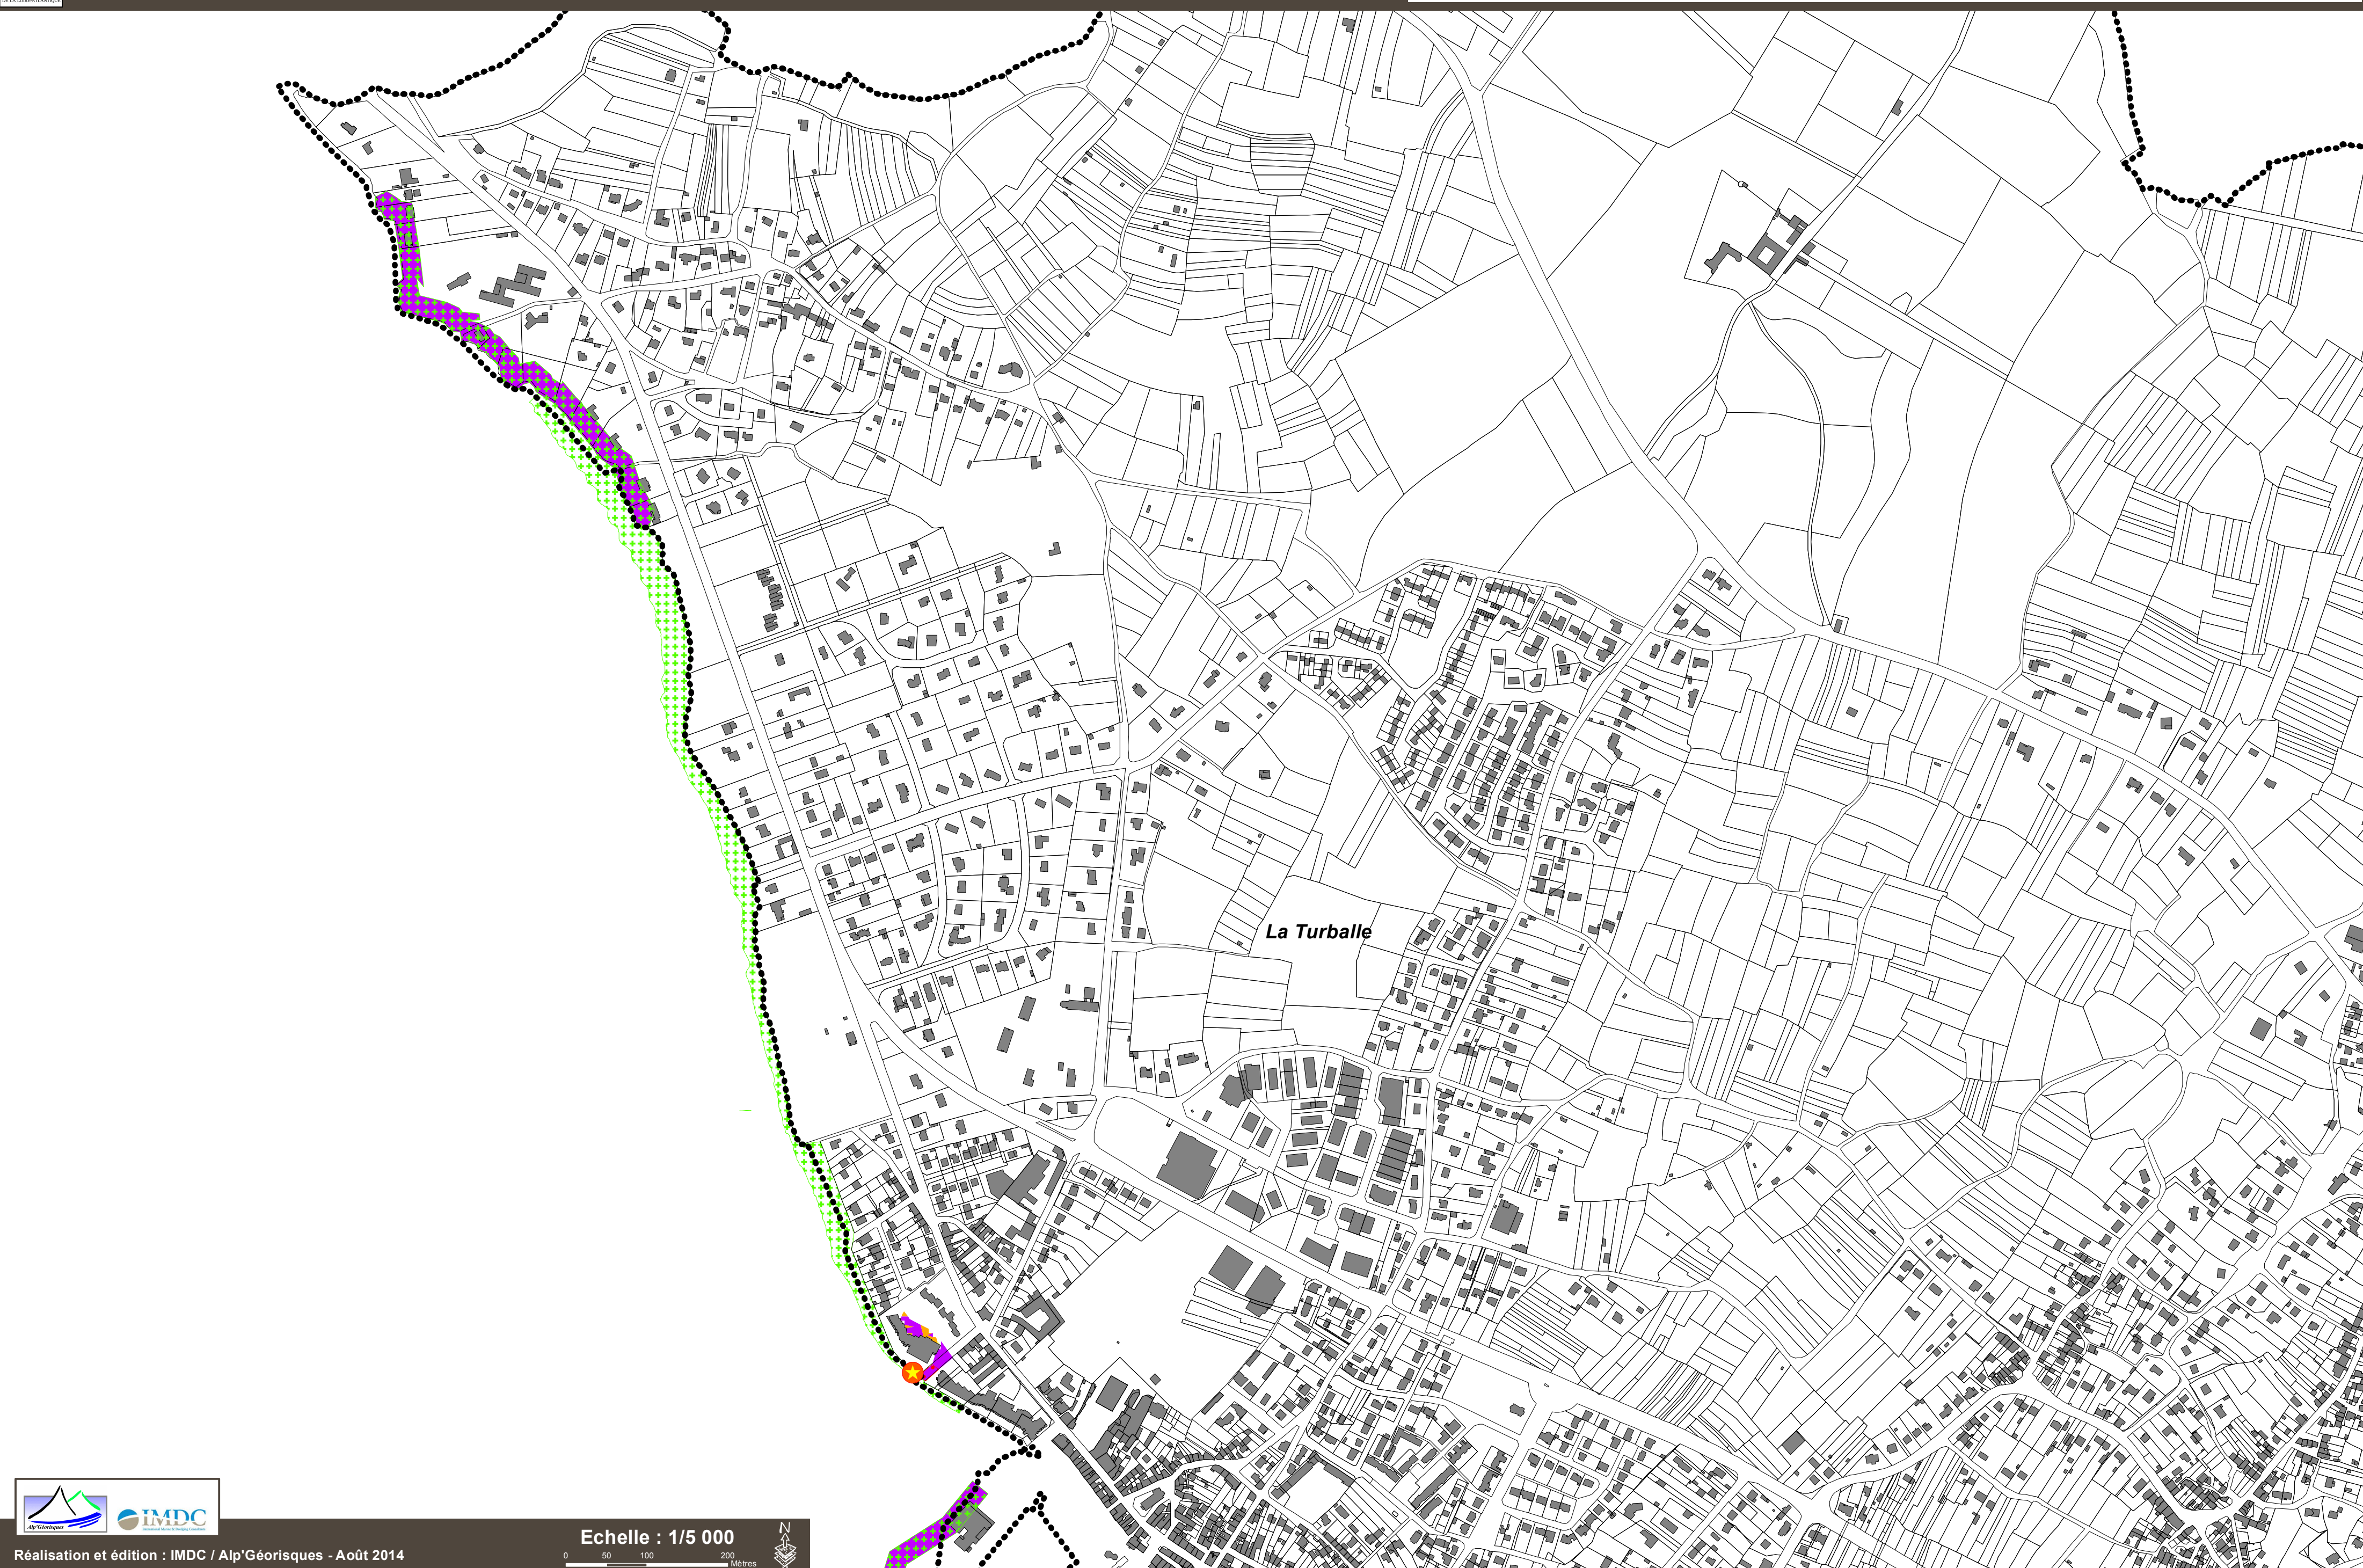 La Turballe
Alp'Géorisques
IMDC
Echelle : 1/5 000
N
0 50 100 200
Mètres
Réalisation et édition : IMDC / Alp'Géorisques - Août 2014